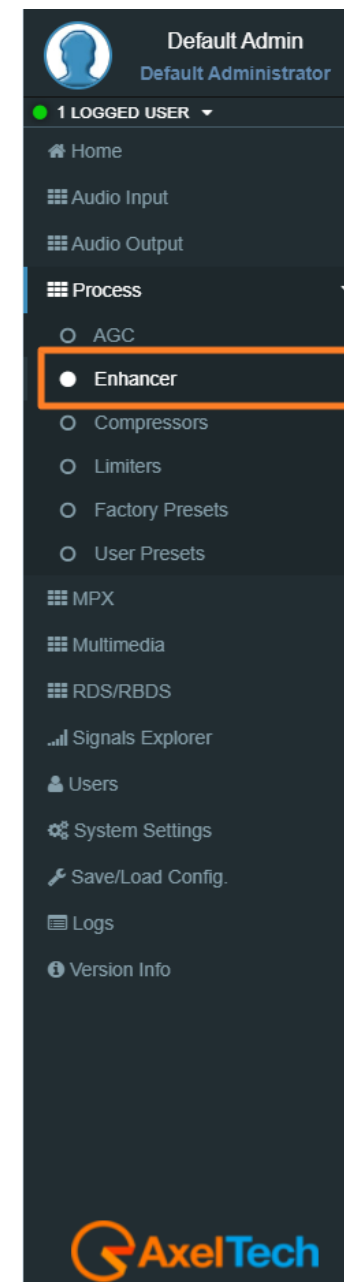 Default Admin
Default Administrator
1 LOGGED USER
Home
Audio Input
Audio Output
Process
AGC
Enhancer
Compressors
Limiters
Factory Presets
User Presets
MPX
Multimedia
RDS/RBDS
Signals Explorer
Users
System Settings
Save/Load Config.
Logs
Version Info
AxelTech